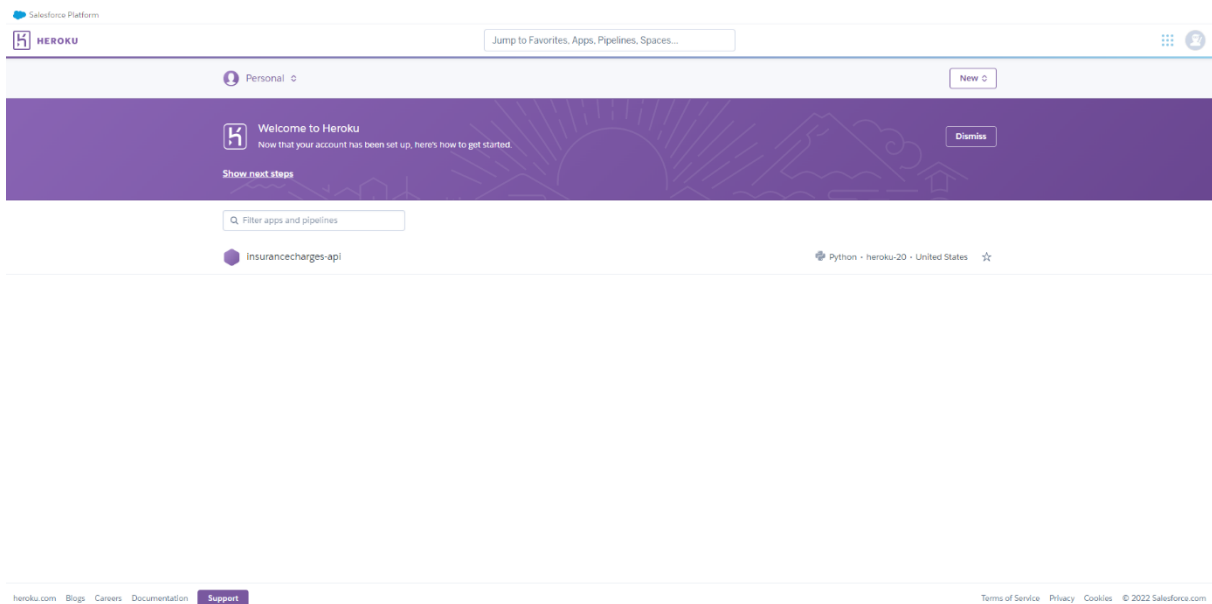 Salesforce Platform
HEROKU
Jump to Favorites, Apps, Pipelines, Spaces...
Personal
New
Welcome to Heroku
Now that your account has been set up, here's how to get started.
Dismiss
Show next steps
Filter apps and pipelines
insurancecharges-api
Python · heroku-20 · United States
heroku.com Blogs Careers Documentation Support
Terms of Service Privacy Cookies © 2022 Salesforce.com